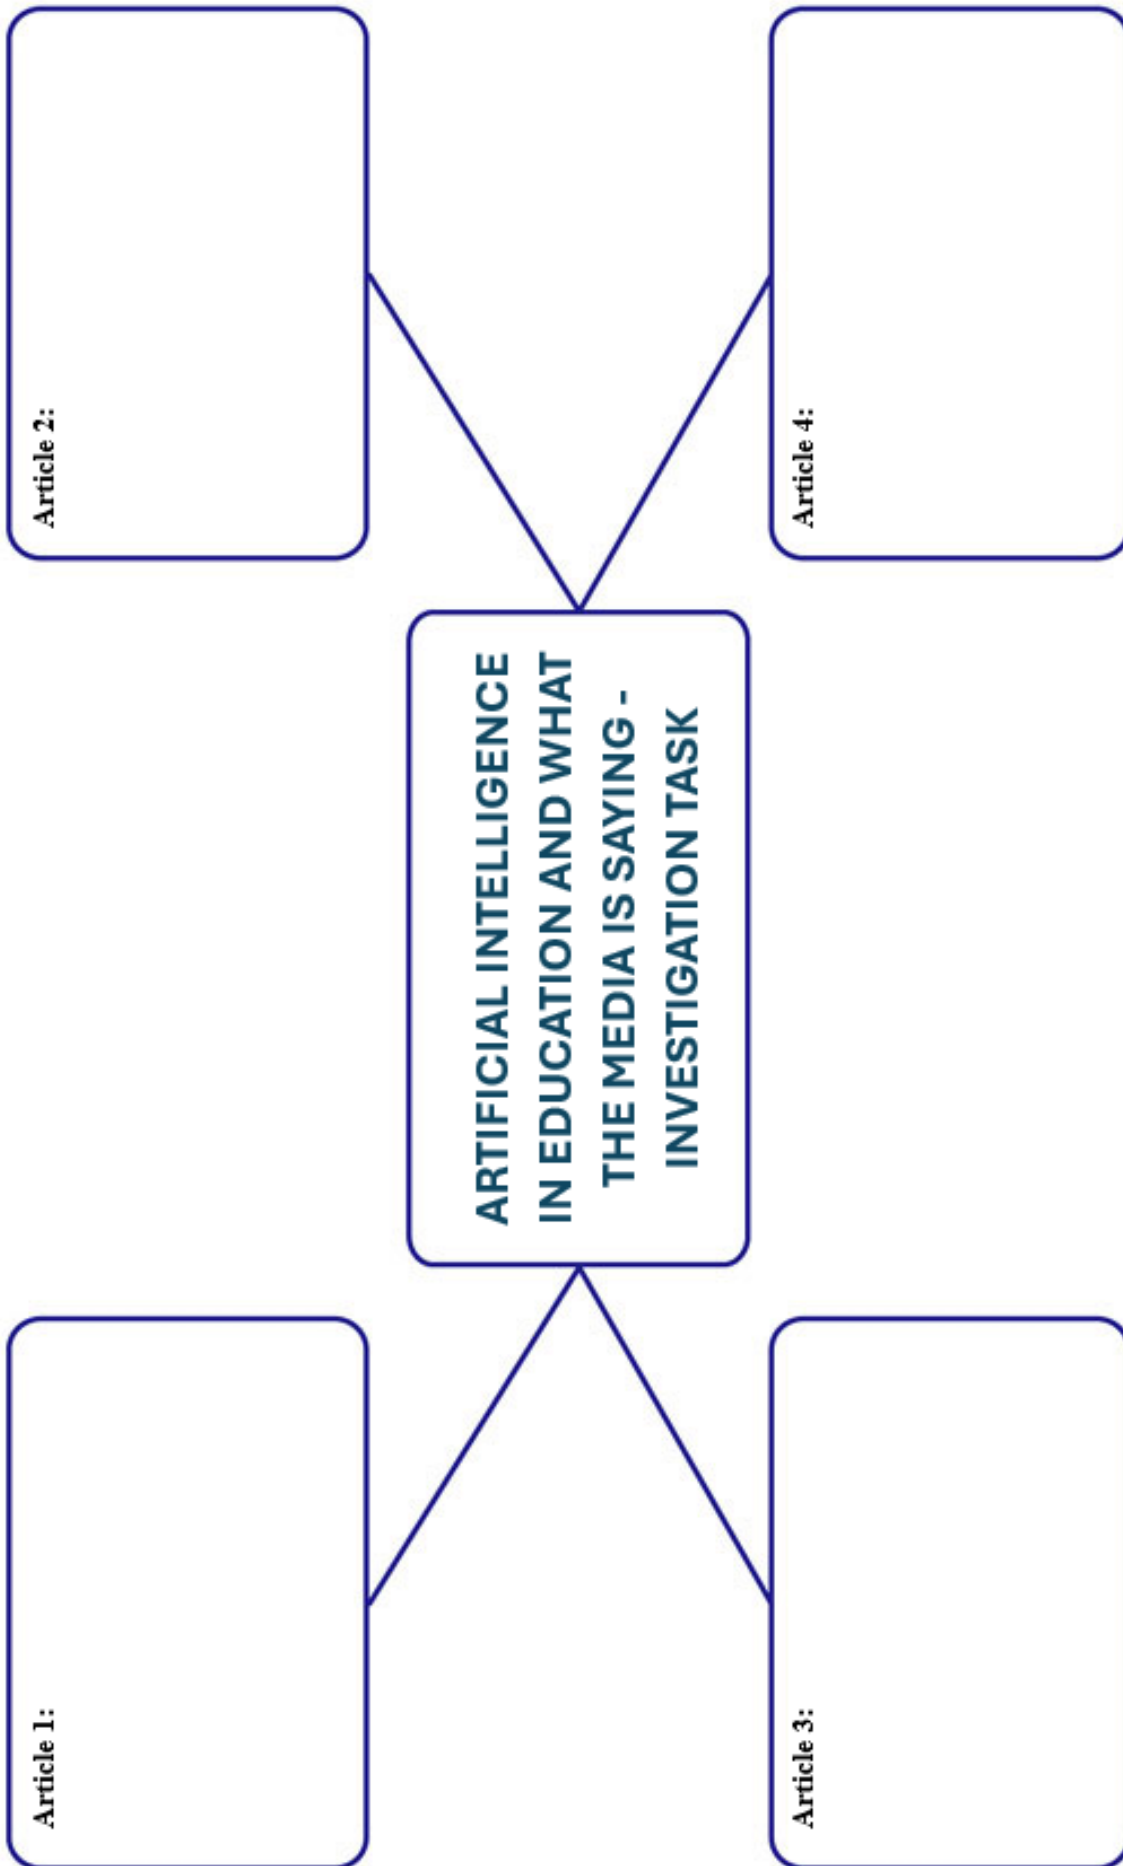 Article 1:
Article 2:
ARTIFICIAL INTELLIGENCE
IN EDUCATION AND WHAT
THE MEDIA IS SAYING -
INVESTIGATION TASK
Article 3:
Article 4: